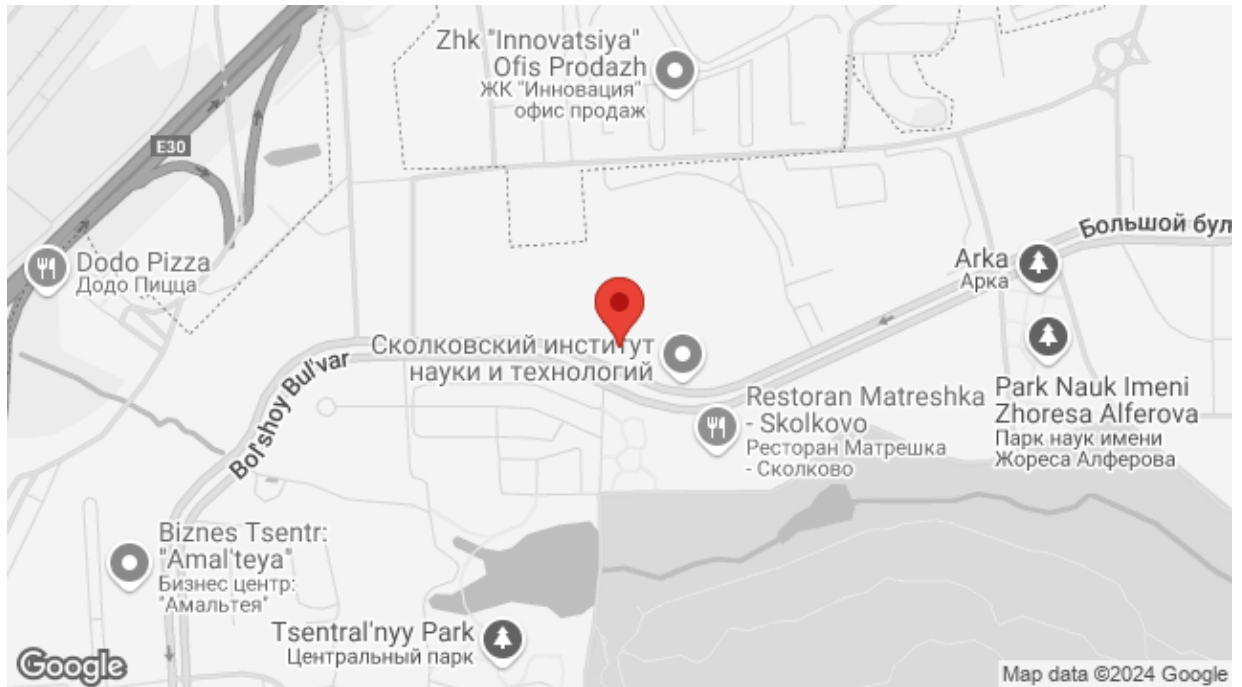 Zhk "Innovatsiya"
Ofis Prodazh
ЖК "Инновация"
офис продаж
E30
Большой бул
Dodo Pizza
Додо Пицца
Arka
Арка
Сколковский институт
науки и технологий
Bol'shoy Bul'var
Restoran Matreshka
- Skolkovo
Ресторан Матрешка
- Сколково
Park Nauk Imeni
Zhoresa Alferova
Парк наук имени
Жореса Алферова
Biznes Tsentr:
"Amal'teya"
Бизнес центр:
"Амальтея"
Tsentral'nyy Park
Центральный парк
Google
Map data ©2024 Google